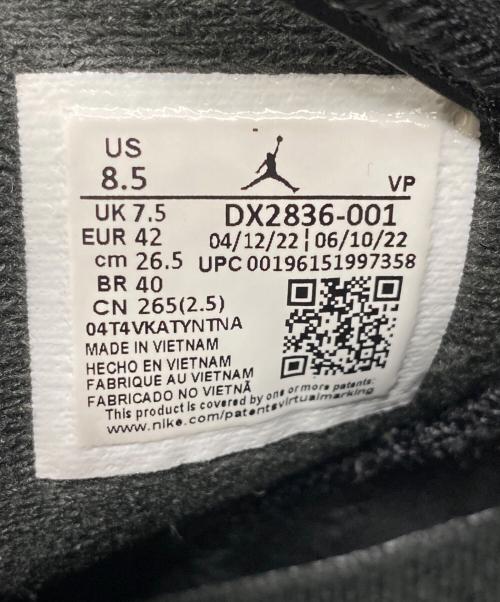 US
8.5
VP
UK 7.5 DX2836-001
EUR 42 04/12/22 ¦ 06/10/22
cm 26.5 UPC 00196151997358
BR 40
CN 265(2.5)
04T4VKATYNTNA
MADE IN VIETNAM
HECHO EN VIETNAM
FABRIQUE AU VIETNAM
FABRICADO NO VIETNÃ
This product is covered by one or more patents:
www.nike.com/patentsvirtualmarking